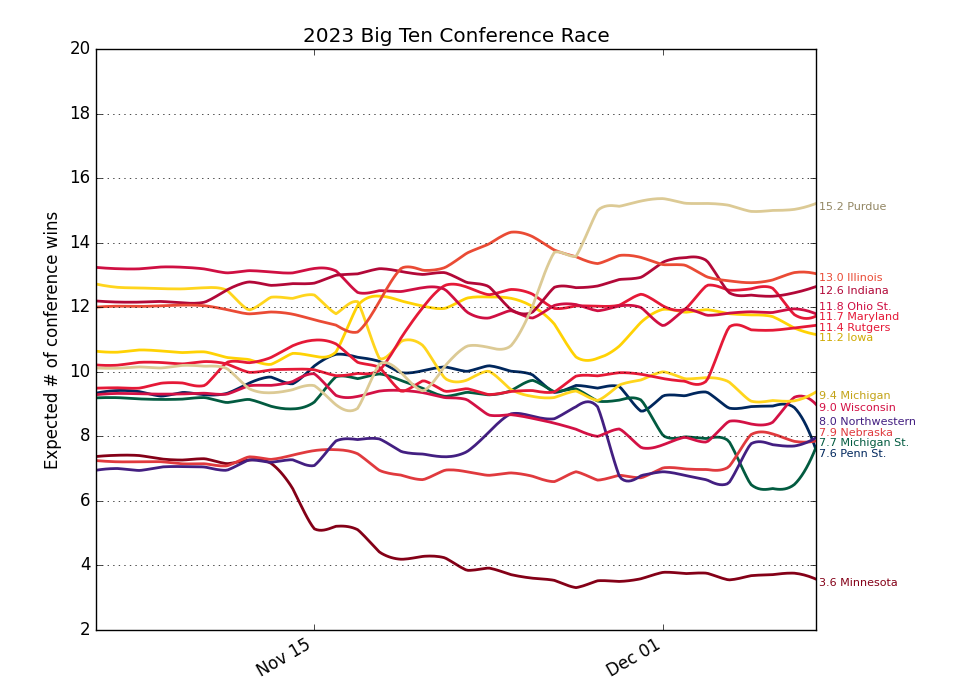 2023 Big Ten Conference Race
Expected # of conference wins
20
18
16
14
12
10
8
6
4
2
Nov 15
Dec 01
15.2 Purdue
13.0 Illinois
12.6 Indiana
11.8 Ohio St.
11.7 Maryland
11.4 Rutgers
11.2 Iowa
9.4 Michigan
9.0 Wisconsin
8.0 Northwestern
7.9 Nebraska
7.7 Michigan St.
7.6 Penn St.
3.6 Minnesota